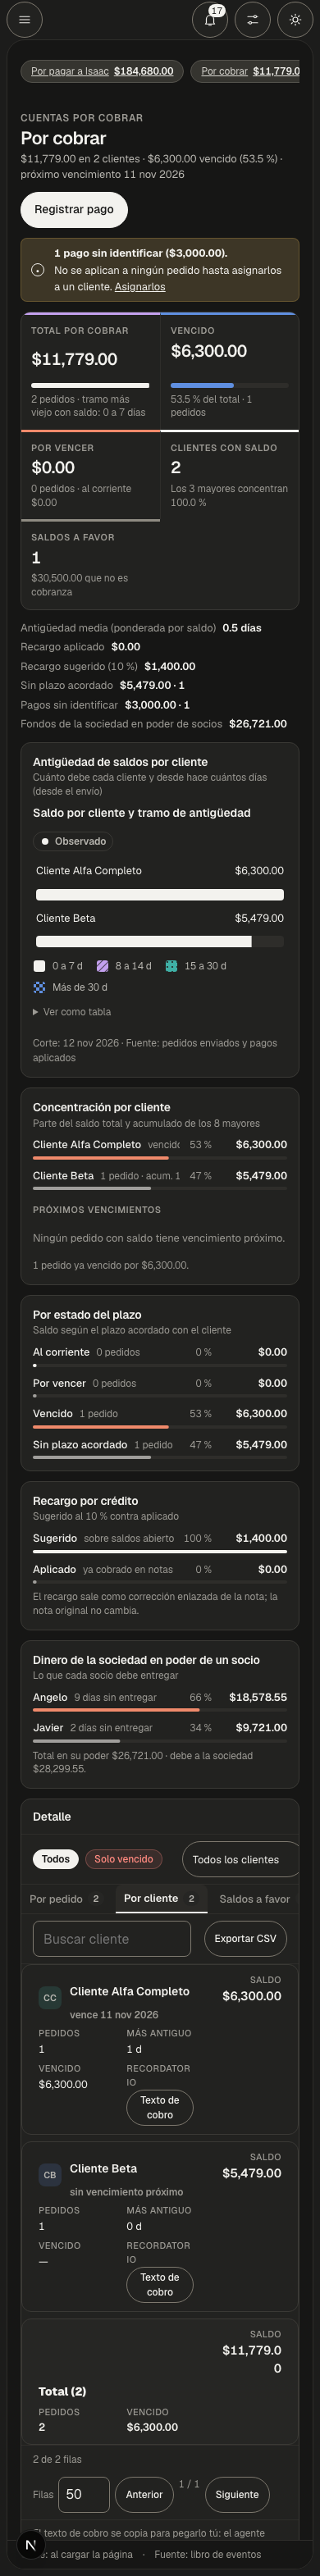 17
Por pagar a Isaac $184,680.00
Por cobrar $11,779.0
CUENTAS POR COBRAR
Por cobrar
$11,779.00 en 2 clientes · $6,300.00 vencido (53.5 %) ·
próximo vencimiento 11 nov 2026
Registrar pago
1 pago sin identificar ($3,000.00).
No se aplican a ningún pedido hasta asignarlos
a un cliente. Asignarlos
TOTAL POR COBRAR
$11,779.00
2 pedidos · tramo más
viejo con saldo: 0 a 7 días
VENCIDO
$6,300.00
53.5 % del total · 1
pedidos
POR VENCER
$0.00
0 pedidos · al corriente
$0.00
CLIENTES CON SALDO
2
Los 3 mayores concentran
100.0 %
SALDOS A FAVOR
1
$30,500.00 que no es
cobranza
Antigüedad media (ponderada por saldo) 0.5 días
Recargo aplicado $0.00
Recargo sugerido (10 %) $1,400.00
Sin plazo acordado $5,479.00 · 1
Pagos sin identificar $3,000.00 · 1
Fondos de la sociedad en poder de socios $26,721.00
Antigüedad de saldos por cliente
Cuánto debe cada cliente y desde hace cuántos días
(desde el envío)
Saldo por cliente y tramo de antigüedad
Observado
Cliente Alfa Completo $6,300.00
Cliente Beta $5,479.00
0 a 7 d 8 a 14 d 15 a 30 d
Más de 30 d
Ver como tabla
Corte: 12 nov 2026 · Fuente: pedidos enviados y pagos
aplicados
Concentración por cliente
Parte del saldo total y acumulado de los 8 mayores
Cliente Alfa Completo vencido 53 % $6,300.00
Cliente Beta 1 pedido · acum. 1 47 % $5,479.00
PRÓXIMOS VENCIMIENTOS
Ningún pedido con saldo tiene vencimiento próximo.
1 pedido ya vencido por $6,300.00.
Por estado del plazo
Saldo según el plazo acordado con el cliente
Al corriente 0 pedidos 0 % $0.00
Por vencer 0 pedidos 0 % $0.00
Vencido 1 pedido 53 % $6,300.00
Sin plazo acordado 1 pedido 47 % $5,479.00
Recargo por crédito
Sugerido al 10 % contra aplicado
Sugerido sobre saldos abierto 100 % $1,400.00
Aplicado ya cobrado en notas 0 % $0.00
El recargo sale como corrección enlazada de la nota; la
nota original no cambia.
Dinero de la sociedad en poder de un socio
Lo que cada socio debe entregar
Angelo 9 días sin entregar 66 % $18,578.55
Javier 2 días sin entregar 34 % $9,721.00
Total en su poder $26,721.00 · debe a la sociedad
$28,299.55.
Detalle
Todos Solo vencido Todos los clientes
Por pedido 2 Por cliente 2 Saldos a favor
Buscar cliente Exportar CSV
SALDO
CC Cliente Alfa Completo $6,300.00
vence 11 nov 2026
PEDIDOS MÁS ANTIGUO
1 1 d
VENCIDO RECORDATOR
IO
$6,300.00
Texto de
cobro
SALDO
CB Cliente Beta $5,479.00
sin vencimiento próximo
PEDIDOS MÁS ANTIGUO
1 0 d
VENCIDO RECORDATOR
IO
—
Texto de
cobro
SALDO
$11,779.0
0
Total (2)
PEDIDOS VENCIDO
2 $6,300.00
2 de 2 filas
Filas 50 Anterior 1 / 1 Siguiente
El texto de cobro se copia para pegarlo tú: el agente
N
al cargar la página · Fuente: libro de eventos